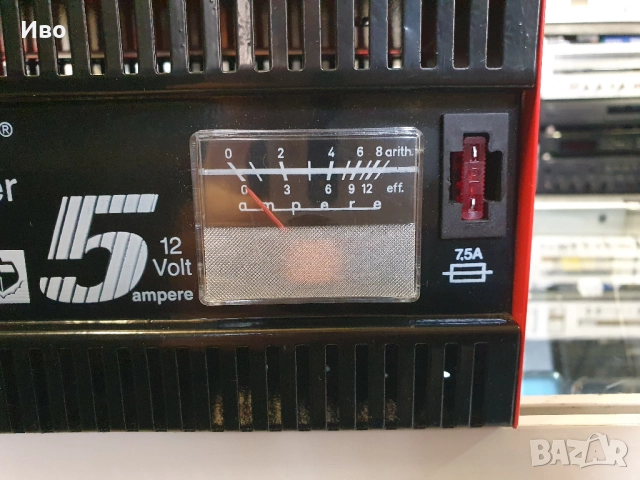 Иво
®
er
5
12
Volt
ampere
0 2 4 6 8 arith.
0 3 6 9 12 eff.
ampere
7,5A
BAZAR